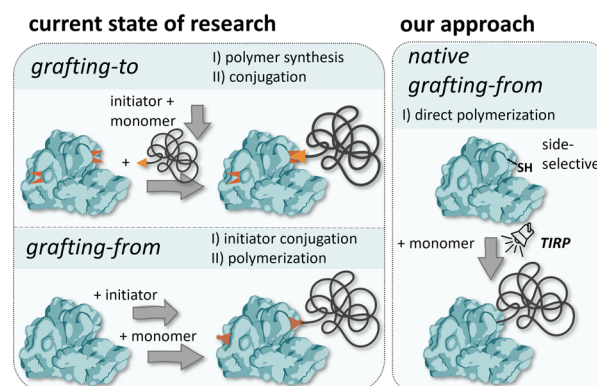 current state of research
grafting-to
I) polymer synthesis
II) conjugation
initiator +
monomer
+
grafting-from
I) initiator conjugation
II) polymerization
+ initiator
+ monomer
our approach
native
grafting-from
I) direct polymerization
side-
selective
SH
+ monomer
TIRP